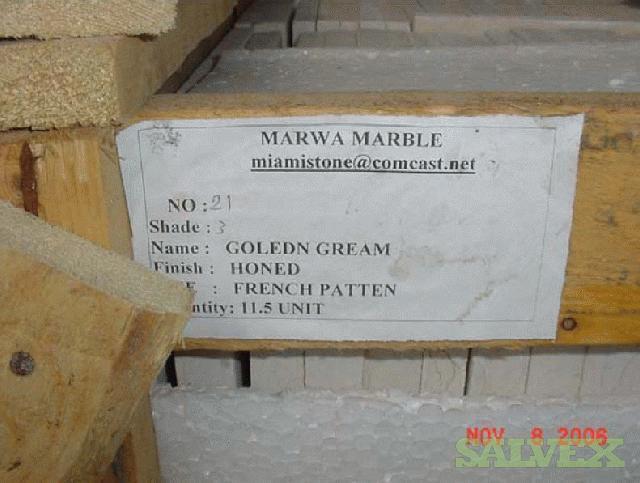 MARWA MARBLE
miamistone@comcast.net
NO : 21
Shade : 3
Name : GOLEDN GREAM
Finish : HONED
E : FRENCH PATTEN
ntity: 11.5 UNIT
NOV 8 2006
SALVEX